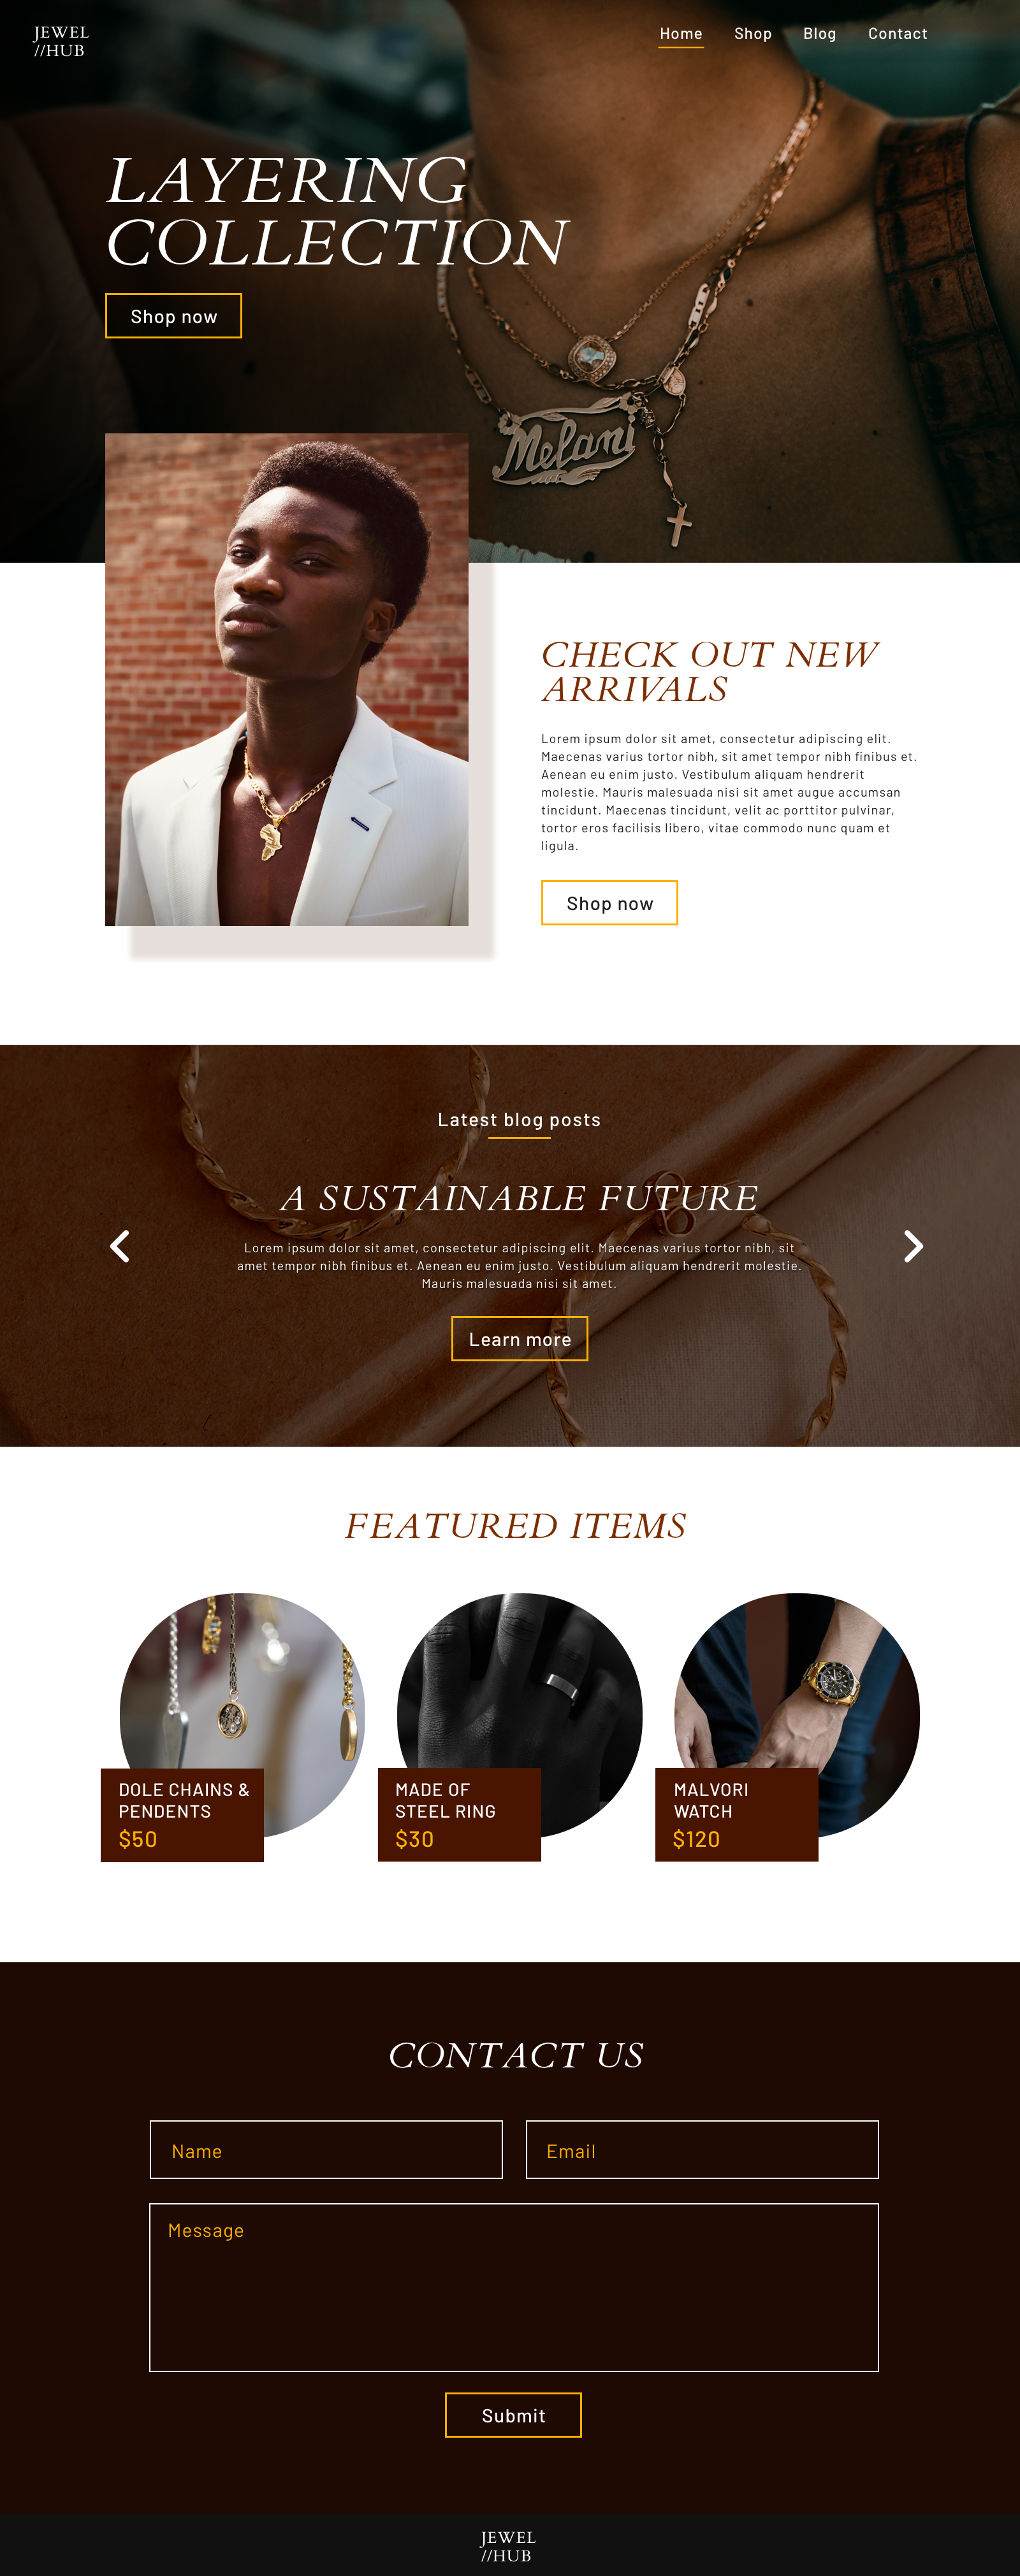 JEWEL
//HUB
Home Shop Blog Contact
LAYERING
COLLECTION
Shop now
Melani
CHECK OUT NEW
ARRIVALS
Lorem ipsum dolor sit amet, consectetur adipiscing elit.
Maecenas varius tortor nibh, sit amet tempor nibh finibus et.
Aenean eu enim justo. Vestibulum aliquam hendrerit
molestie. Mauris malesuada nisi sit amet augue accumsan
tincidunt. Maecenas tincidunt, velit ac porttitor pulvinar,
tortor eros facilisis libero, vitae commodo nunc quam et
ligula.
Shop now
Latest blog posts
A SUSTAINABLE FUTURE
Lorem ipsum dolor sit amet, consectetur adipiscing elit. Maecenas varius tortor nibh, sit
amet tempor nibh finibus et. Aenean eu enim justo. Vestibulum aliquam hendrerit molestie.
Mauris malesuada nisi sit amet.
Learn more
FEATURED ITEMS
DOLE CHAINS &
PENDENTS
$50
MADE OF
STEEL RING
$30
MALVORI
WATCH
$120
CONTACT US
Name
Email
Message
Submit
JEWEL
//HUB